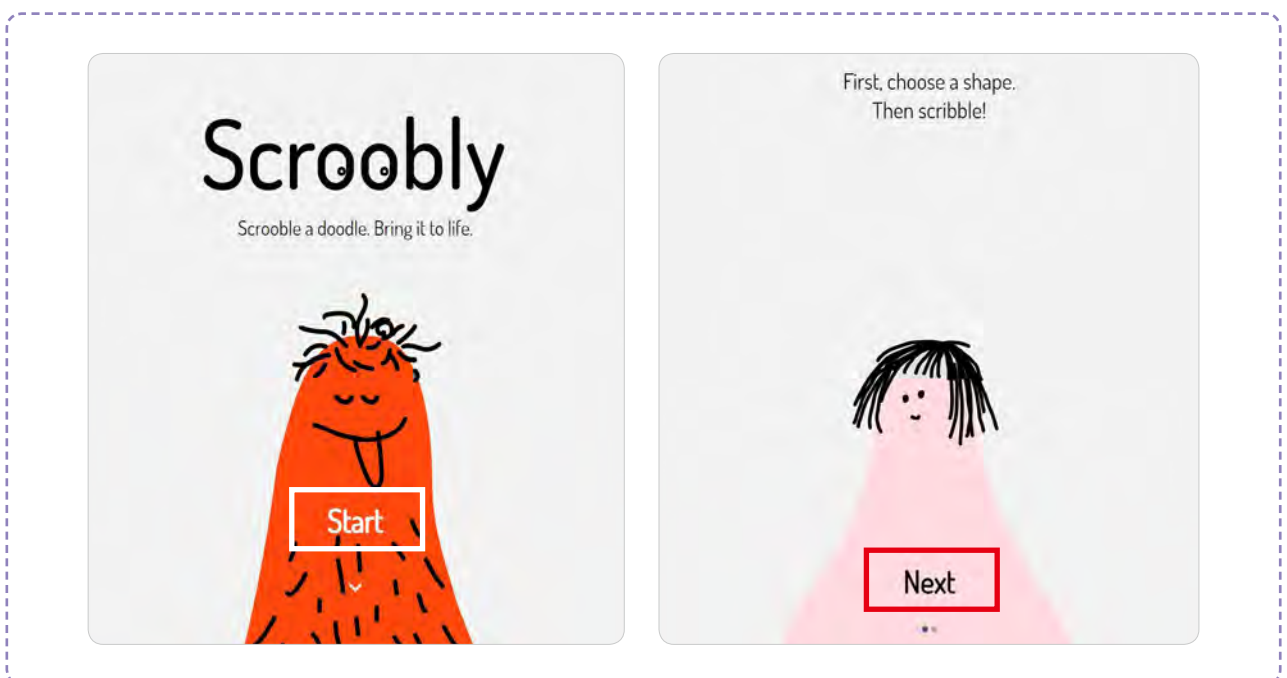 Scroobly
Scrooble a doodle. Bring it to life.
Start
First, choose a shape.
Then scribble!
Next